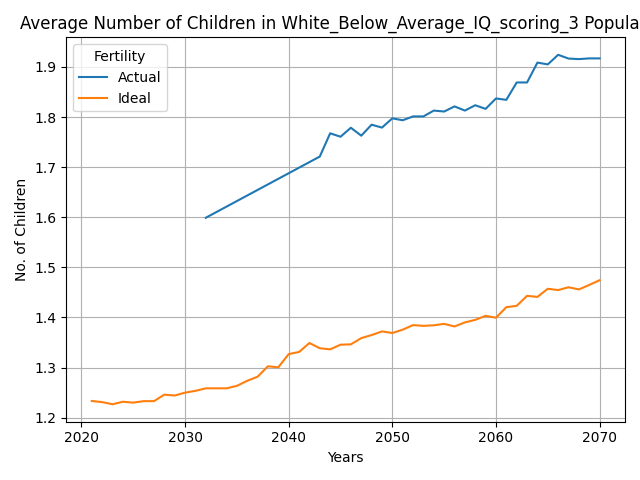 Average Number of Children in White_Below_Average_IQ_scoring_3 Popula
Fertility
Actual
Ideal
1.9
1.8
1.7
1.6
1.5
1.4
1.3
1.2
No. of Children
2020 2030 2040 2050 2060 2070
Years